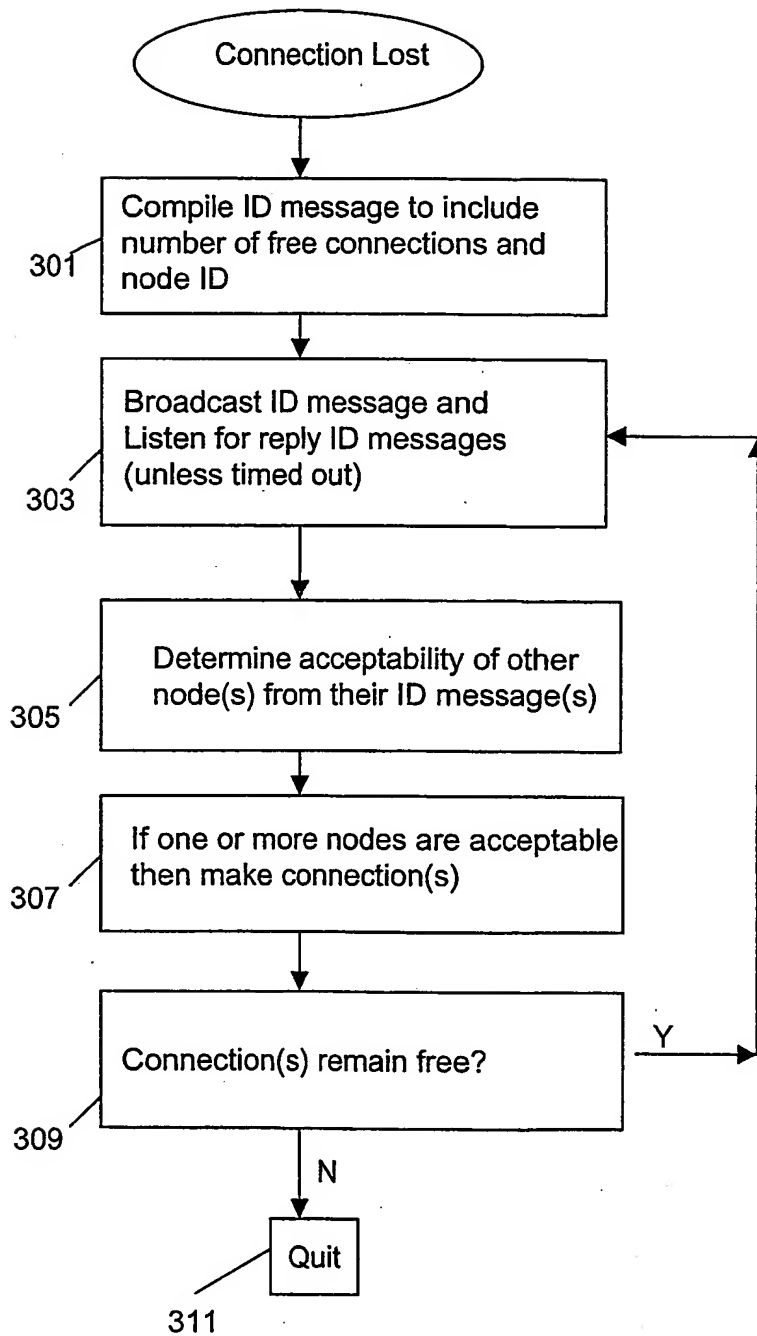 Connection Lost
Compile ID message to include
number of free connections and
node ID
301
Broadcast ID message and
Listen for reply ID messages
(unless timed out)
303
Determine acceptability of other
node(s) from their ID message(s)
305
If one or more nodes are acceptable
then make connection(s)
307
Connection(s) remain free?
Y
309
N
Quit
311